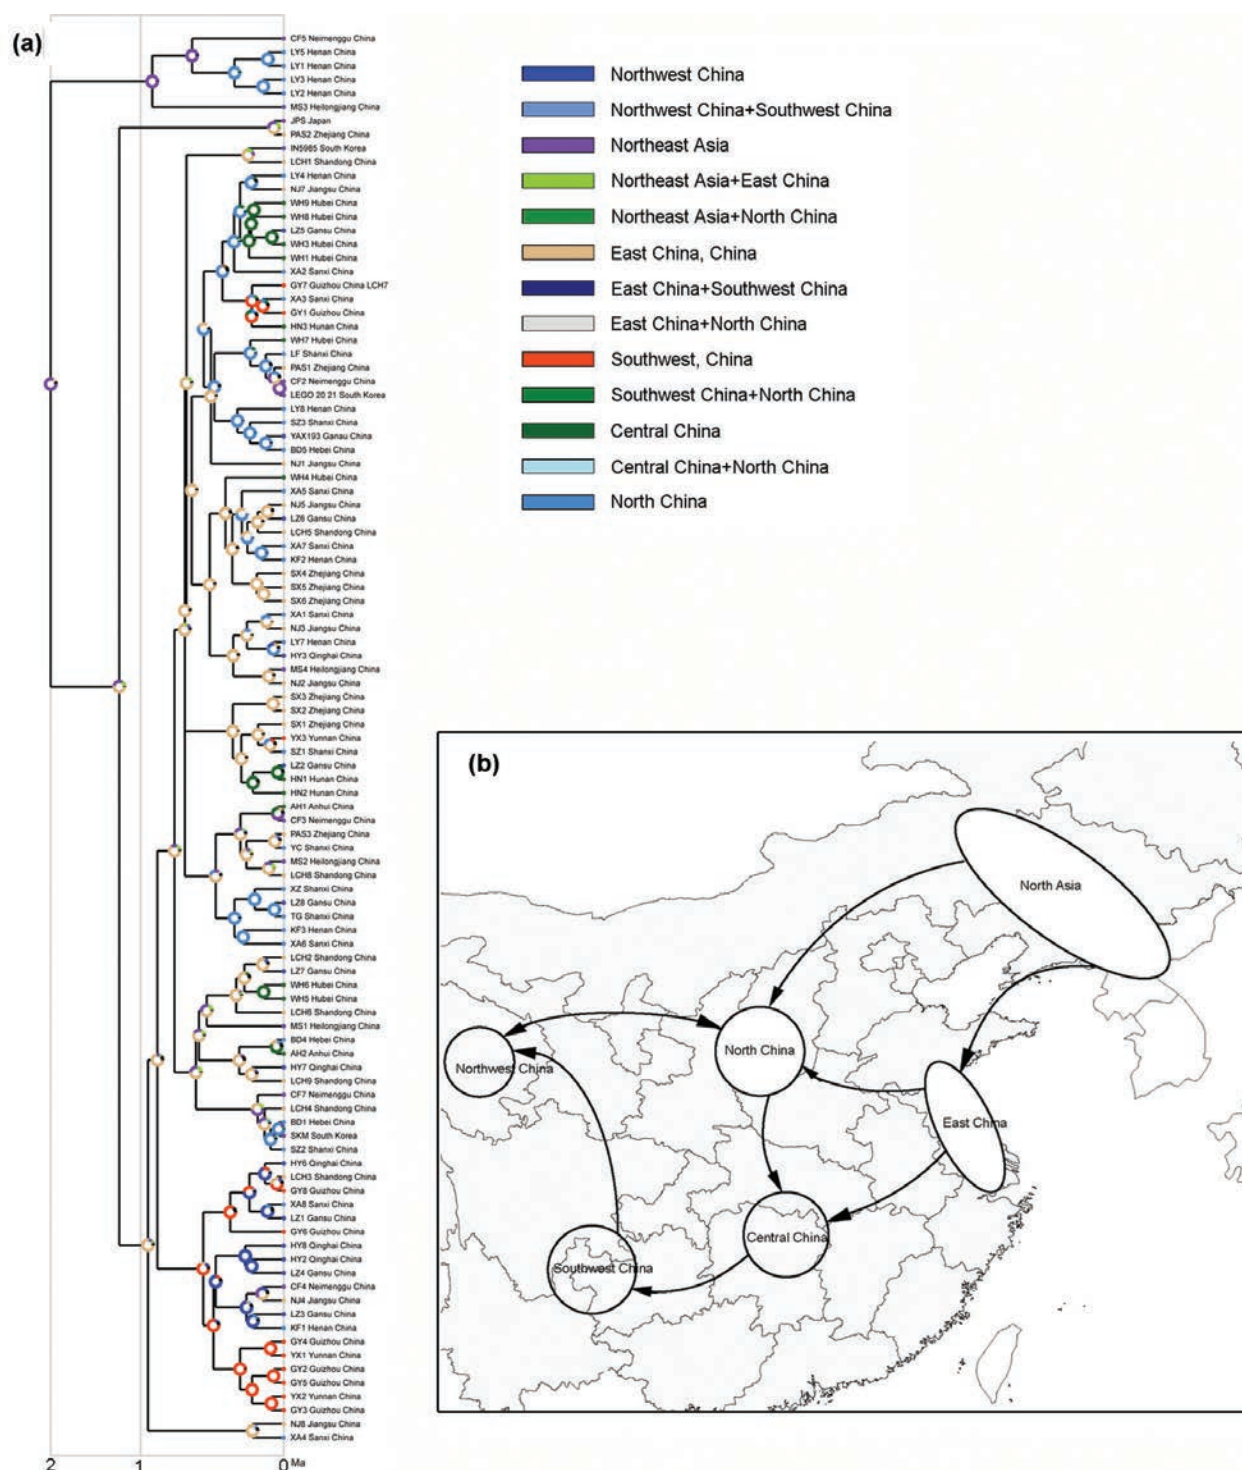 (a)
CF5 Neimenggu China
LY5 Henan China
LY1 Henan China
LY3 Henan China
LY2 Henan China
MS3 Heilongjiang China
JPS Japan
PAS2 Zhejiang China
IN5985 South Korea
LCH1 Shandong China
LY4 Henan China
NJ7 Jiangsu China
WH9 Hubei China
WH8 Hubei China
LZ5 Gansu China
WH3 Hubei China
WH1 Hubei China
XA2 Sanxi China
GY7 Guizhou China LCH7
XA3 Sanxi China
GY1 Guizhou China
HN3 Hunan China
WH7 Hubei China
LF Shanxi China
PAS1 Zhejiang China
CF2 Neimenggu China
LEGO 20 21 South Korea
LY8 Henan China
SZ3 Shanxi China
YAX193 Ganau China
BD5 Hebei China
NJ1 Jiangsu China
WH4 Hubei China
XA5 Sanxi China
NJ5 Jiangsu China
LZ6 Gansu China
LCH5 Shandong China
XA7 Sanxi China
KF2 Henan China
SX4 Zhejiang China
SX5 Zhejiang China
SX6 Zhejiang China
XA1 Sanxi China
NJ3 Jiangsu China
LY7 Henan China
HY3 Qinghai China
MS4 Heilongjiang China
NJ2 Jiangsu China
SX3 Zhejiang China
SX2 Zhejiang China
SX1 Zhejiang China
YX3 Yunnan China
SZ1 Shanxi China
LZ2 Gansu China
HN1 Hunan China
HN2 Hunan China
AH1 Anhui China
CF3 Neimenggu China
PAS3 Zhejiang China
YC Shanxi China
MS2 Heilongjiang China
LCH8 Shandong China
XZ Shanxi China
LZ8 Gansu China
TG Shanxi China
KF3 Henan China
XA6 Sanxi China
LCH2 Shandong China
LZ7 Gansu China
WH6 Hubei China
WH5 Hubei China
LCH6 Shandong China
MS1 Heilongjiang China
BD4 Hebei China
AH2 Anhui China
HY7 Qinghai China
LCH9 Shandong China
CF7 Neimenggu China
LCH4 Shandong China
BD1 Hebei China
SKM South Korea
SZ2 Shanxi China
HY6 Qinghai China
LCH3 Shandong China
GY8 Guizhou China
XA8 Sanxi China
LZ1 Gansu China
GY6 Guizhou China
HY8 Qinghai China
HY2 Qinghai China
LZ4 Gansu China
CF4 Neimenggu China
NJ4 Jiangsu China
LZ3 Gansu China
KF1 Henan China
GY4 Guizhou China
YX1 Yunnan China
GY2 Guizhou China
GY5 Guizhou China
YX2 Yunnan China
GY3 Guizhou China
NJ8 Jiangsu China
XA4 Sanxi China
2 1 0 Ma
Northwest China
Northwest China+Southwest China
Northeast Asia
Northeast Asia+East China
Northeast Asia+North China
East China, China
East China+Southwest China
East China+North China
Southwest, China
Southwest China+North China
Central China
Central China+North China
North China
(b)
North Asia
North China
Northwest China
East China
Central China
Southwest China